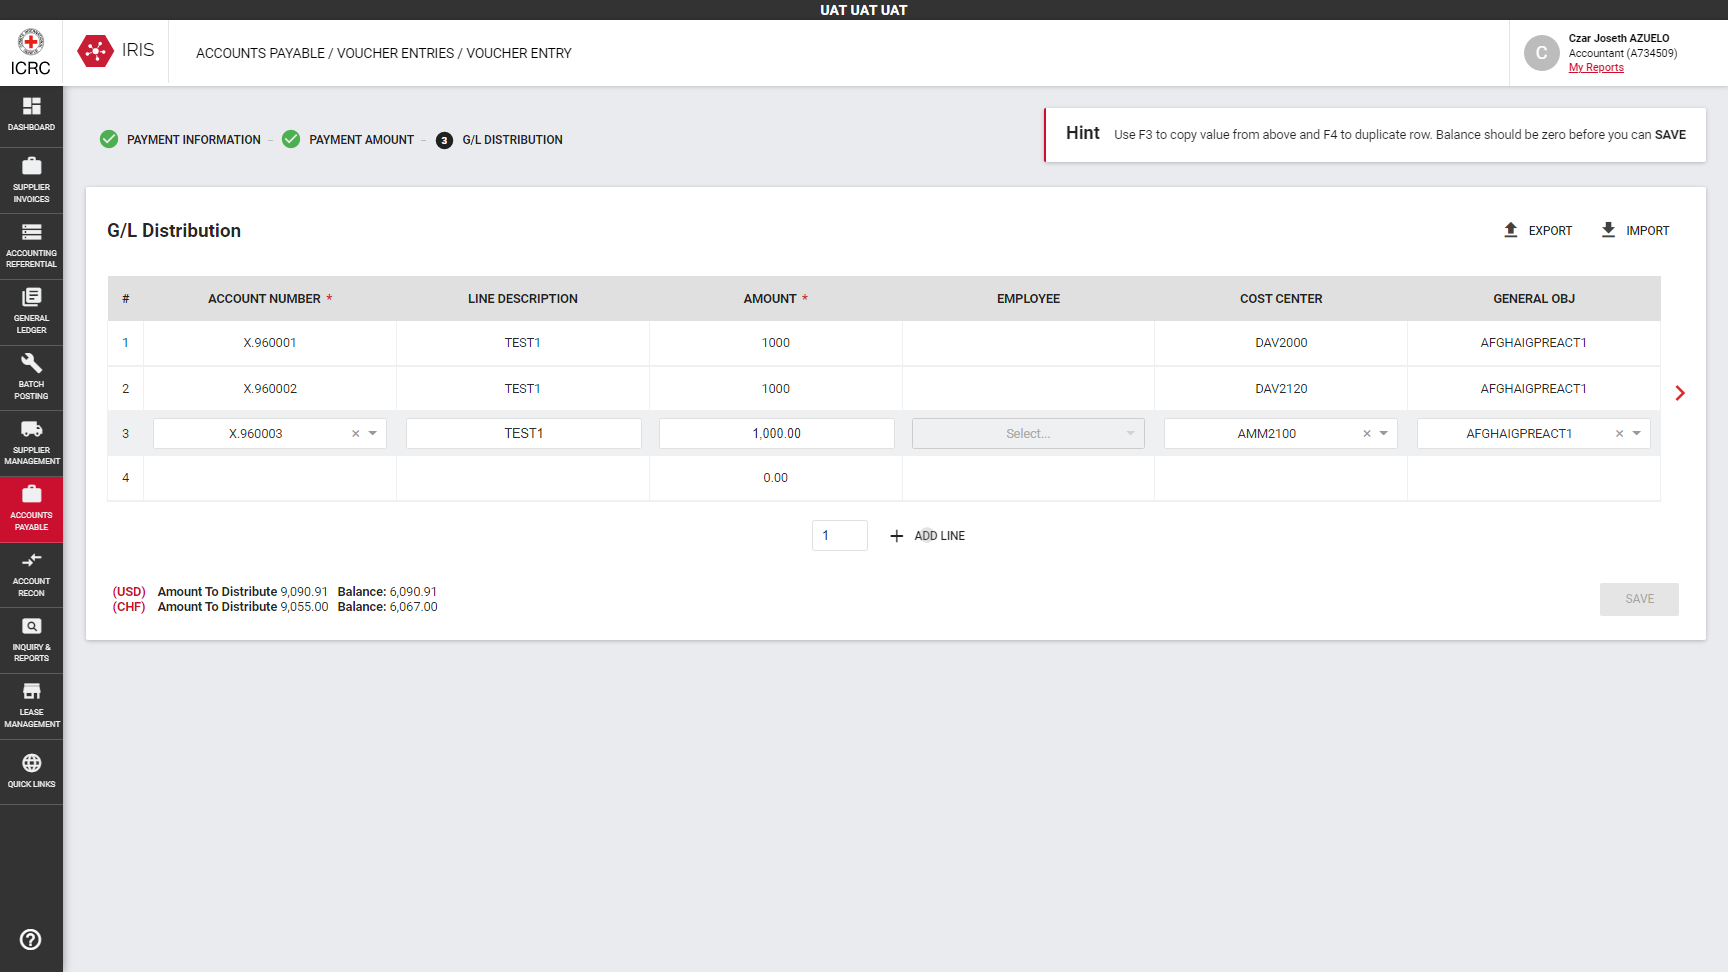 UAT UAT UAT
ICRC
IRIS
ACCOUNTS PAYABLE / VOUCHER ENTRIES / VOUCHER ENTRY
C
Czar Joseth AZUELO
Accountant (A734509)
My Reports
DASHBOARD
SUPPLIER
INVOICES
ACCOUNTING
REFERENTIAL
GENERAL
LEDGER
BATCH
POSTING
SUPPLIER
MANAGEMENT
ACCOUNTS
PAYABLE
ACCOUNT
RECON
INQUIRY &
REPORTS
LEASE
MANAGEMENT
QUICK LINKS
PAYMENT INFORMATION – PAYMENT AMOUNT – 3 G/L DISTRIBUTION
Hint Use F3 to copy value from above and F4 to duplicate row. Balance should be zero before you can SAVE
G/L Distribution
EXPORT IMPORT
# ACCOUNT NUMBER * LINE DESCRIPTION AMOUNT * EMPLOYEE COST CENTER GENERAL OBJ
1 X.960001 TEST1 1000 DAV2000 AFGHAIGPREACT1
2 X.960002 TEST1 1000 DAV2120 AFGHAIGPREACT1
3 X.960003 × TEST1 1,000.00 Select... AMM2100 × AFGHAIGPREACT1 ×
4 0.00
1 + ADD LINE
(USD) Amount To Distribute 9,090.91 Balance: 6,090.91
(CHF) Amount To Distribute 9,055.00 Balance: 6,067.00
SAVE